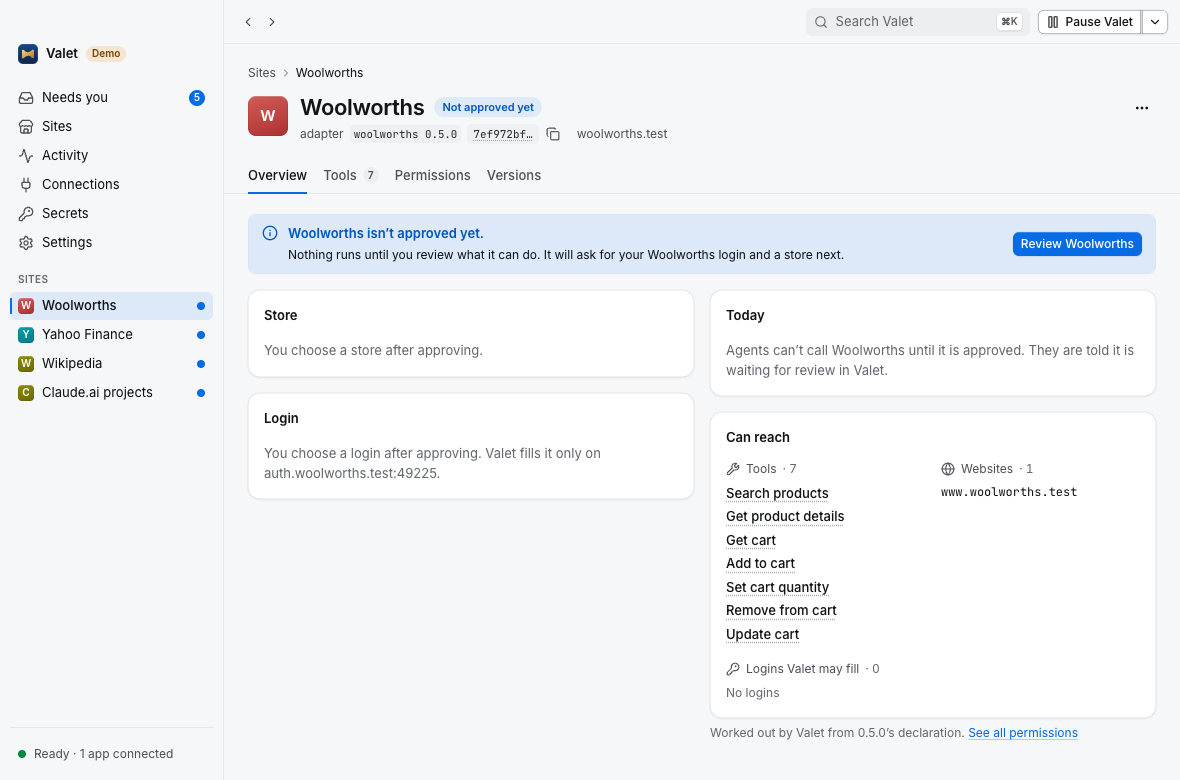 Valet Demo
Needs you 5
Sites
Activity
Connections
Secrets
Settings
SITES
W Woolworths
Y Yahoo Finance
W Wikipedia
C Claude.ai projects
Ready · 1 app connected
Search Valet ⌘K
Pause Valet
Sites > Woolworths
W
Woolworths Not approved yet
adapter woolworths 0.5.0 7ef972bf… woolworths.test
Overview Tools 7 Permissions Versions
Woolworths isn’t approved yet.
Nothing runs until you review what it can do. It will ask for your Woolworths login and a store next.
Review Woolworths
Store
You choose a store after approving.
Login
You choose a login after approving. Valet fills it only on
auth.woolworths.test:49225.
Today
Agents can’t call Woolworths until it is approved. They are told it is
waiting for review in Valet.
Can reach
Tools · 7
Search products
Get product details
Get cart
Add to cart
Set cart quantity
Remove from cart
Update cart
Websites · 1
www.woolworths.test
Logins Valet may fill · 0
No logins
Worked out by Valet from 0.5.0’s declaration. See all permissions